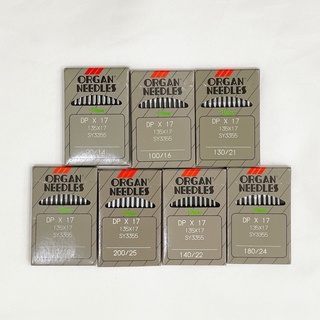 ORGAN
NEEDLES
DP X 17
135X17
SY3355
ORGAN
NEEDLES
DP X 17
135X17
SY3355
100/16
ORGAN
NEEDLES
DP X 17
135X17
SY3355
130/21
ORGAN
NEEDLES
DP X 17
135X17
SY3355
ORGAN
NEEDLES
DP X 17
135X17
SY3355
200/25
ORGAN
NEEDLES
DP X 17
135X17
SY3355
140/22
ORGAN
NEEDLES
DP X 17
135X17
SY3355
180/24